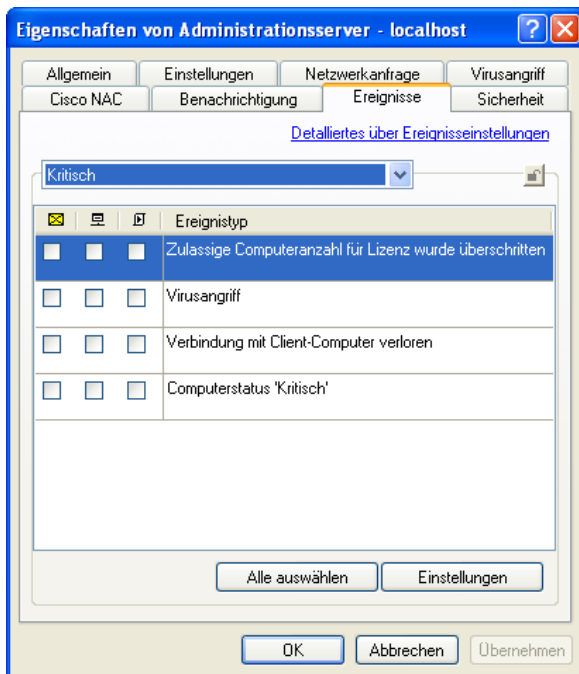 Eigenschaften von Administrationsserver - localhost
Allgemein Einstellungen Netzwerkanfrage Virusangriff
Cisco NAC Benachrichtigung Ereignisse Sicherheit
Detailliertes über Ereigniseinstellungen
Kritisch
Ereignistyp
Zulassige Computeranzahl für Lizenz wurde überschritten
Virusangriff
Verbindung mit Client-Computer verloren
Computerstatus 'Kritisch'
Alle auswählen Einstellungen
OK Abbrechen Übernehmen